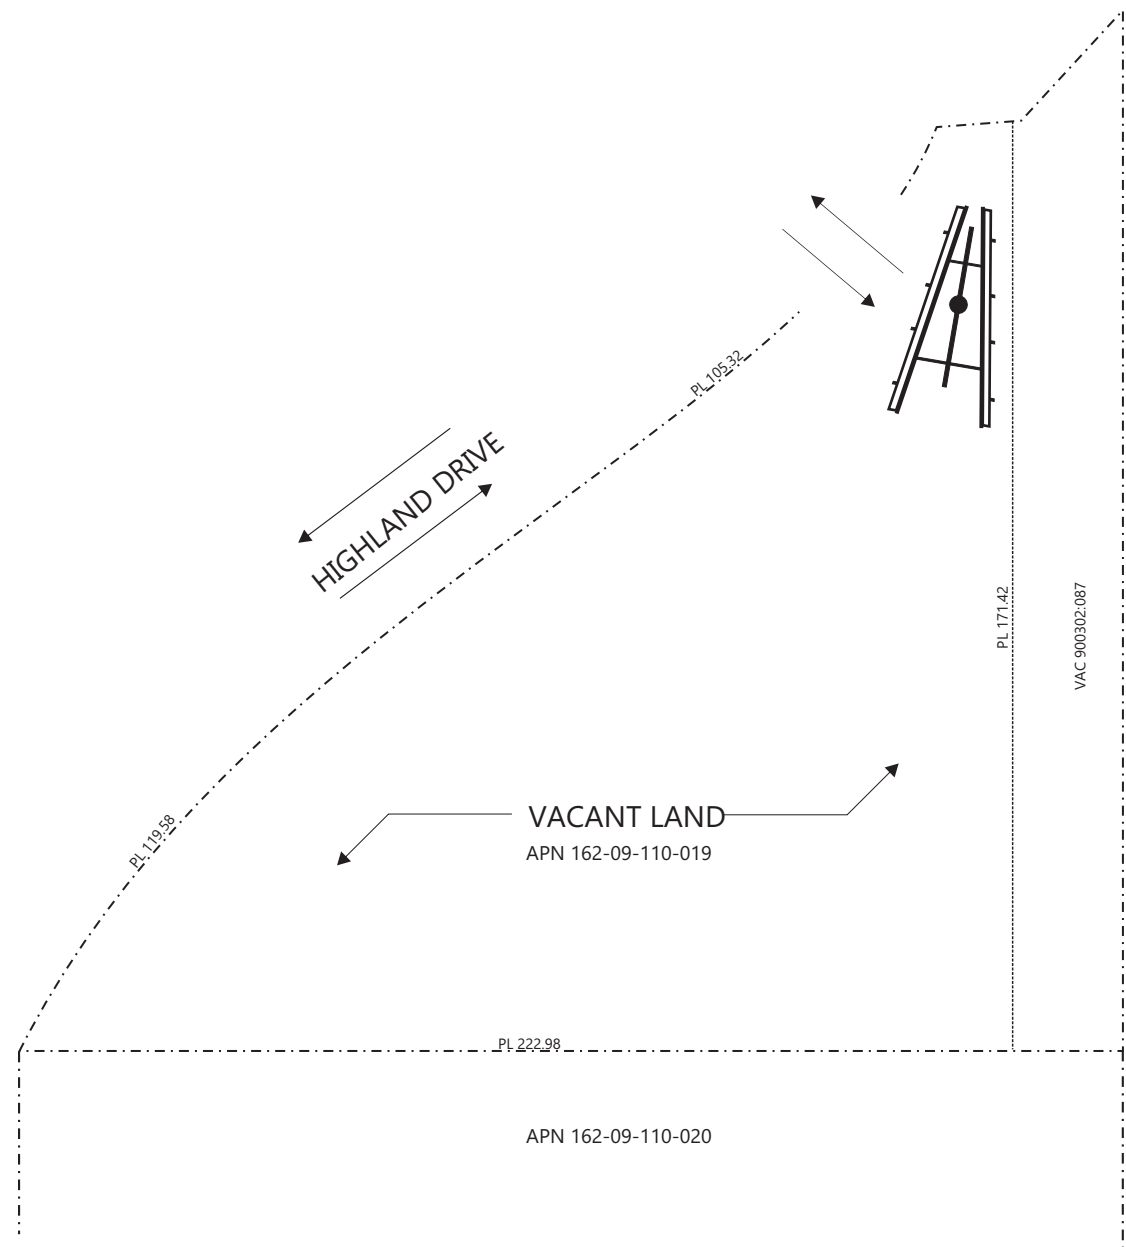 PL 105.32
HIGHLAND DRIVE
PL 171.42
VAC 900302:087
PL 119.58
VACANT LAND
APN 162-09-110-019
PL 222.98
APN 162-09-110-020